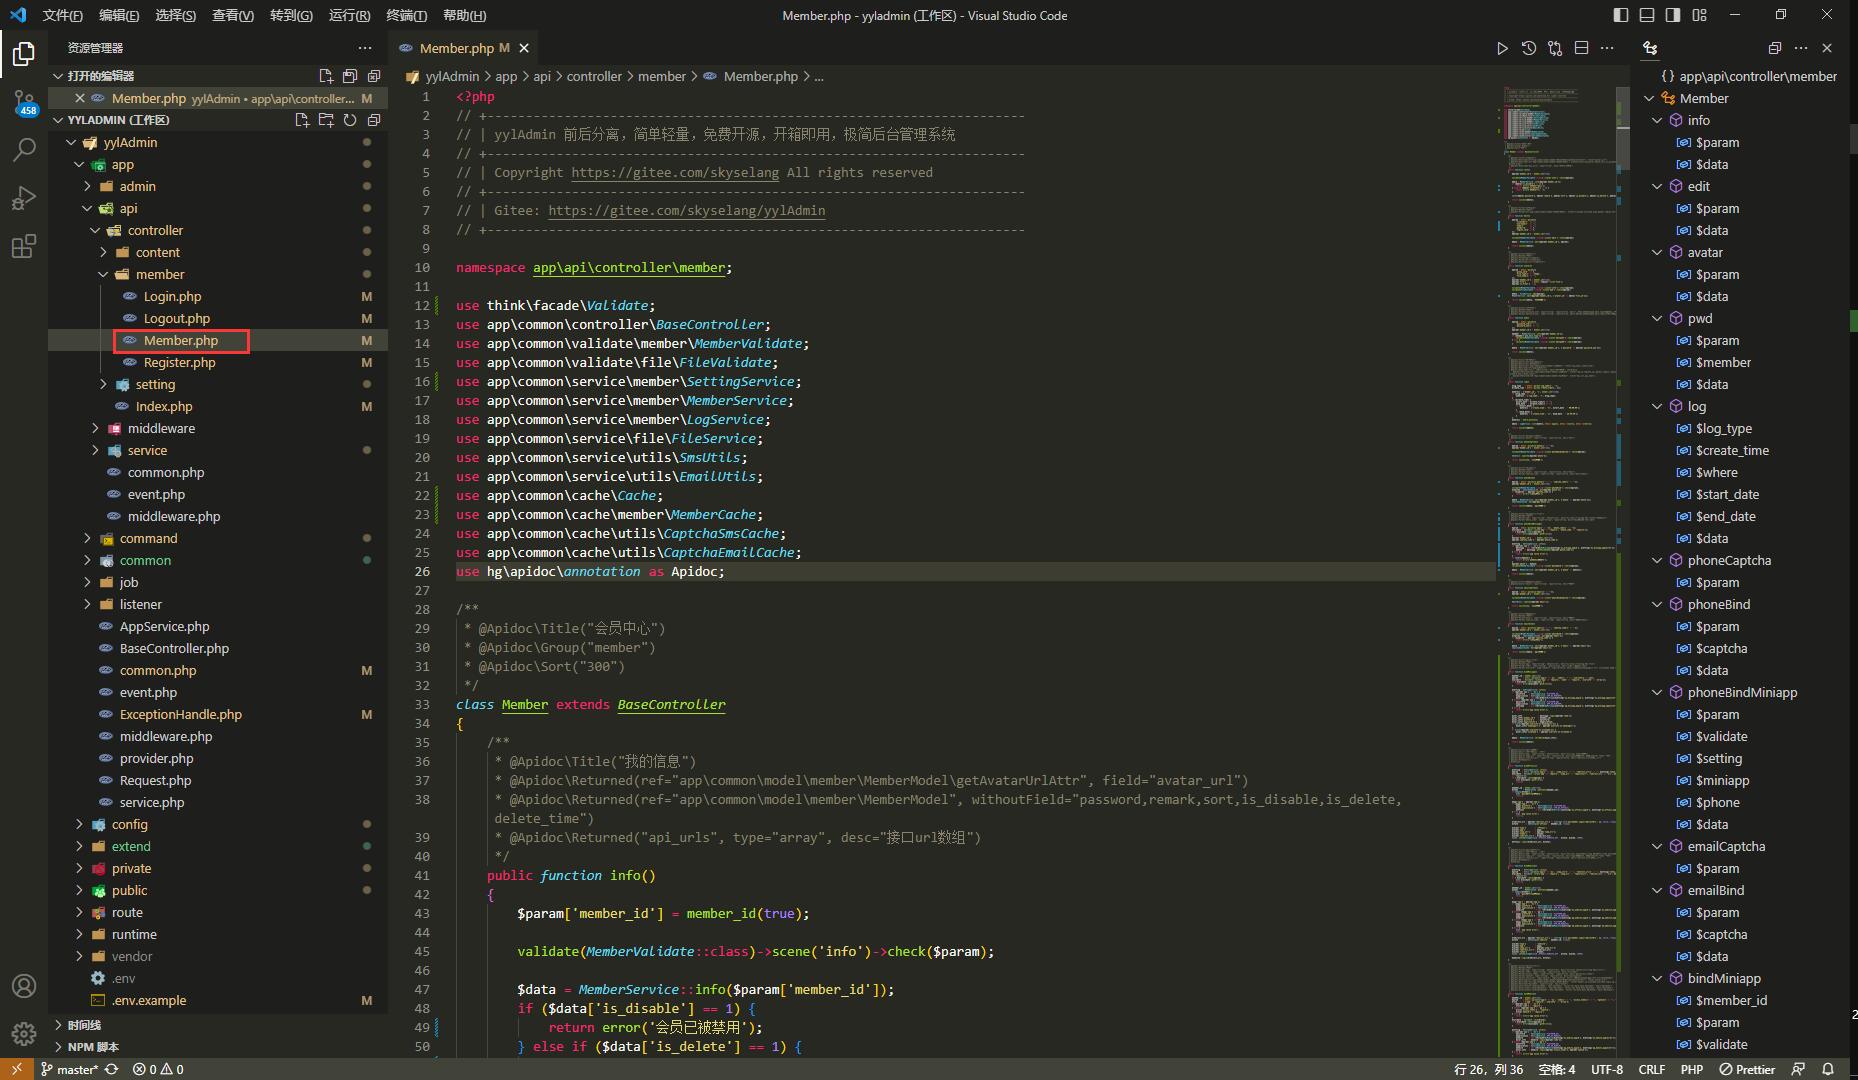 文件(F) 编辑(E) 选择(S) 查看(V) 转到(G) 运行(R) 终端(T) 帮助(H)
Member.php - yyladmin (工作区) - Visual Studio Code
资源管理器
打开的编辑器
Member.php yylAdmin • app\api\controller... M
YYLADMIN (工作区)
yylAdmin
app
admin
api
controller
content
member
Login.php M
Logout.php M
Member.php M
Register.php M
setting
Index.php M
middleware
service
common.php
event.php
middleware.php
command
common
job
listener
AppService.php
BaseController.php
common.php M
event.php
ExceptionHandle.php M
middleware.php
provider.php
Request.php
service.php
config
extend
private
public
route
runtime
vendor
.env
.env.example M
时间线
NPM 脚本
458
Member.php M
yylAdmin > app > api > controller > member > Member.php > ...
1 <?php
2 // +----------------------------------------------------------------------
3 // | yylAdmin 前后分离，简单轻量，免费开源，开箱即用，极简后台管理系统
4 // +----------------------------------------------------------------------
5 // | Copyright https://gitee.com/skyselang All rights reserved
6 // +----------------------------------------------------------------------
7 // | Gitee: https://gitee.com/skyselang/yylAdmin
8 // +----------------------------------------------------------------------
9
10 namespace app\api\controller\member;
11
12 use think\facade\Validate;
13 use app\common\controller\BaseController;
14 use app\common\validate\member\MemberValidate;
15 use app\common\validate\file\FileValidate;
16 use app\common\service\member\SettingService;
17 use app\common\service\member\MemberService;
18 use app\common\service\member\LogService;
19 use app\common\service\file\FileService;
20 use app\common\service\utils\SmsUtils;
21 use app\common\service\utils\EmailUtils;
22 use app\common\cache\Cache;
23 use app\common\cache\member\MemberCache;
24 use app\common\cache\utils\CaptchaSmsCache;
25 use app\common\cache\utils\CaptchaEmailCache;
26 use hg\apidoc\annotation as Apidoc;
27
28 /**
29 * @Apidoc\Title("会员中心")
30 * @Apidoc\Group("member")
31 * @Apidoc\Sort("300")
32 */
33 class Member extends BaseController
34 {
35 /**
36 * @Apidoc\Title("我的信息")
37 * @Apidoc\Returned(ref="app\common\model\member\MemberModel\getAvatarUrlAttr", field="avatar_url")
38 * @Apidoc\Returned(ref="app\common\model\member\MemberModel", withoutField="password,remark,sort,is_disable,is_delete,
delete_time")
39 * @Apidoc\Returned("api_urls", type="array", desc="接口url数组")
40 */
41 public function info()
42 {
43 $param['member_id'] = member_id(true);
44
45 validate(MemberValidate::class)->scene('info')->check($param);
46
47 $data = MemberService::info($param['member_id']);
48 if ($data['is_disable'] == 1) {
49 return error('会员已被禁用');
50 } else if ($data['is_delete'] == 1) {
{} app\api\controller\member
Member
info
$param
$data
edit
$param
$data
avatar
$param
$data
pwd
$param
$member
$data
log
$log_type
$create_time
$where
$start_date
$end_date
$data
phoneCaptcha
$param
phoneBind
$param
$captcha
$data
phoneBindMiniapp
$param
$validate
$setting
$miniapp
$phone
$data
emailCaptcha
$param
emailBind
$param
$captcha
$data
bindMiniapp
$member_id
$param
$validate
master* 0 0
行 26，列 36 空格: 4 UTF-8 CRLF PHP Prettier